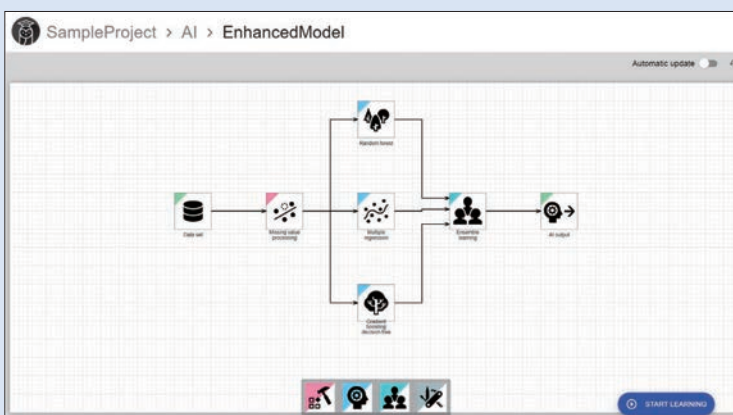 SampleProject > AI > EnhancedModel
Automatic update
Random forest
Data set
Missing value
processing
Multiple
regression
Ensemble
learning
AI output
Gradient
boosting
decision tree
START LEARNING